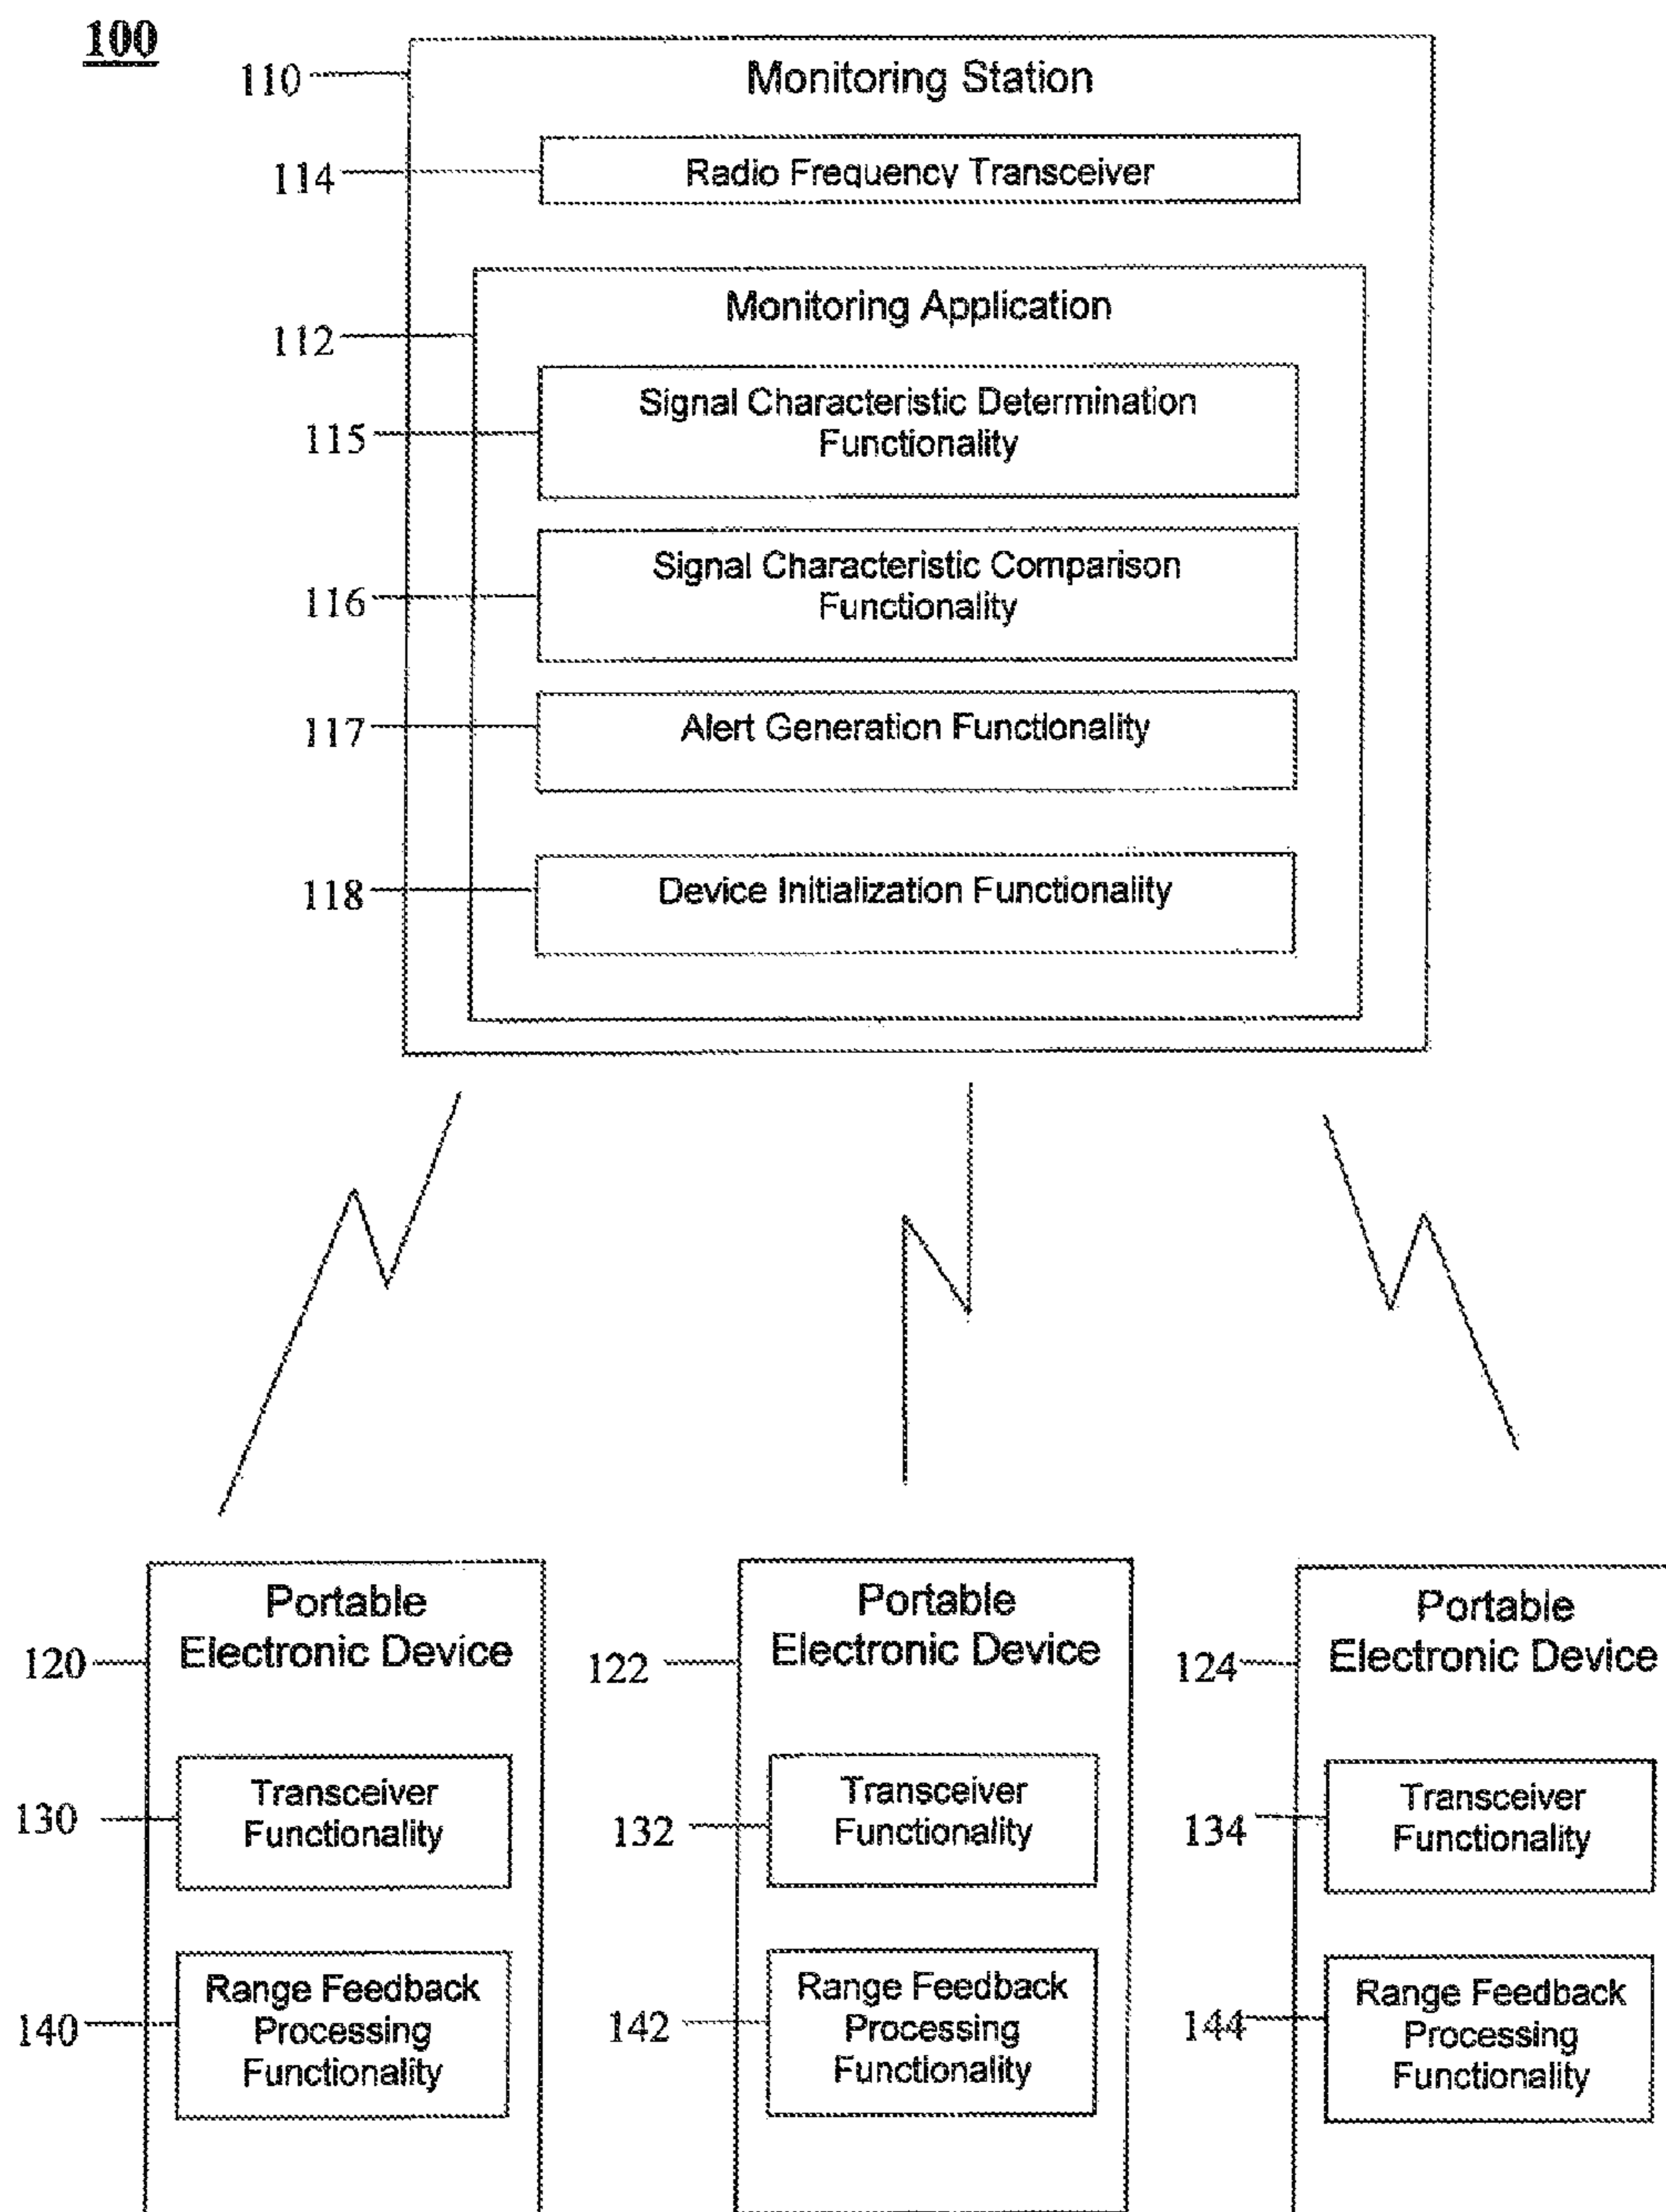 100
110
Monitoring Station
114
Radio Frequency Transceiver
112
Monitoring Application
115
Signal Characteristic Determination
Functionality
116
Signal Characteristic Comparison
Functionality
117
Alert Generation Functionality
118
Device Initialization Functionality
120
Portable
Electronic Device
130
Transceiver
Functionality
140
Range Feedback
Processing
Functionality
122
Portable
Electronic Device
132
Transceiver
Functionality
142
Range Feedback
Processing
Functionality
124
Portable
Electronic Device
134
Transceiver
Functionality
144
Range Feedback
Processing
Functionality